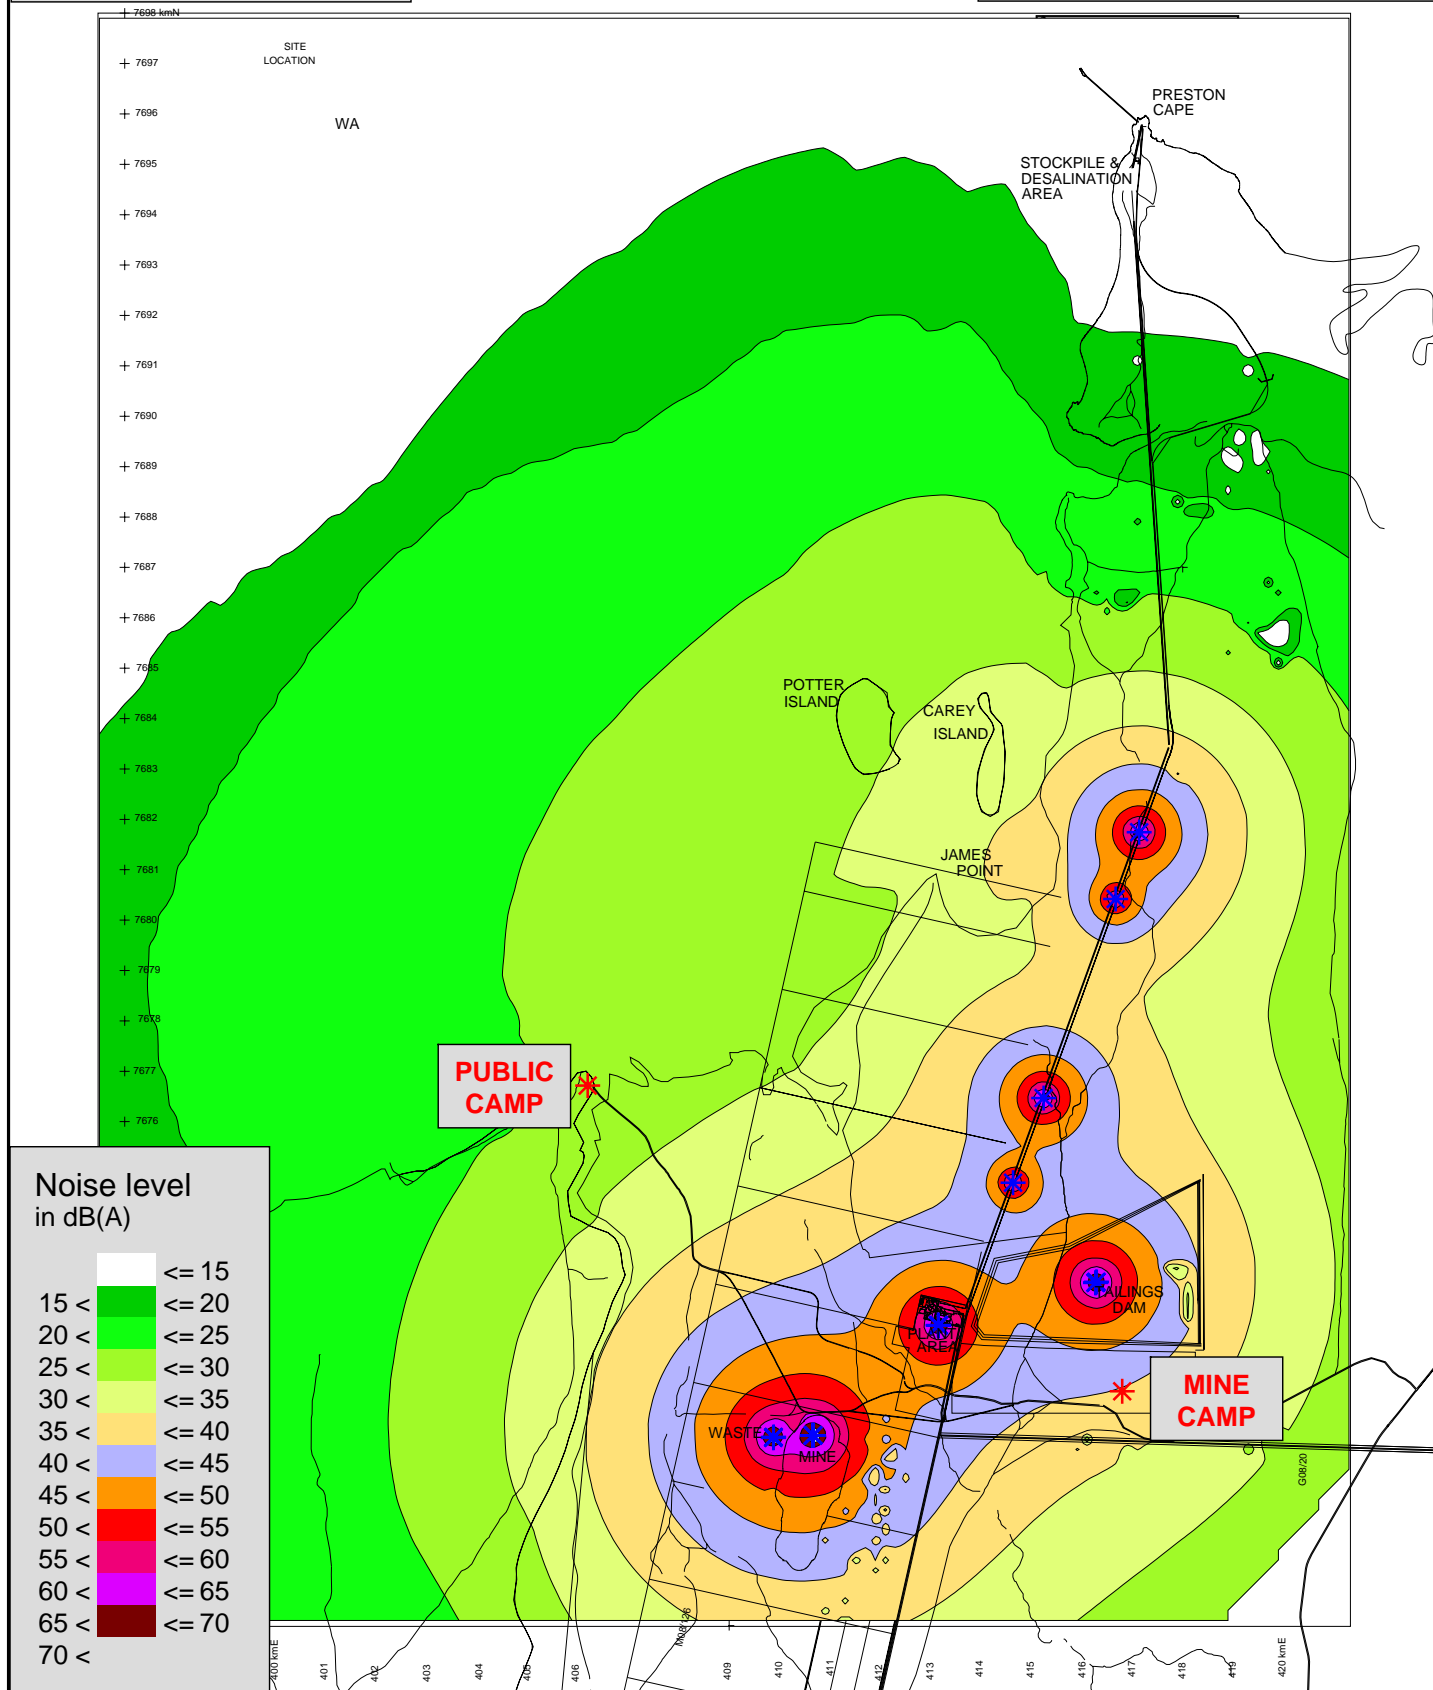 7698 kmN
7697
7696
7695
7694
7693
7692
7691
7690
7689
7688
7687
7686
7685
7684
7683
7682
7681
7680
7679
7678
7677
7676
SITE
LOCATION
WA
PRESTON
CAPE
STOCKPILE &
DESALINATION
AREA
POTTER
ISLAND
CAREY
ISLAND
JAMES
POINT
PUBLIC
CAMP
TAILINGS
DAM
PLANT
AREA
MINE
CAMP
WASTE
MINE
G08/20
M08/126
Noise level
in dB(A)
<= 15
15 < <= 20
20 < <= 25
25 < <= 30
30 < <= 35
35 < <= 40
40 < <= 45
45 < <= 50
50 < <= 55
55 < <= 60
60 < <= 65
65 < <= 70
70 <
400 kmE
401
402
403
404
405
406
409
410
411
412
413
414
415
416
417
418
419
420 kmE